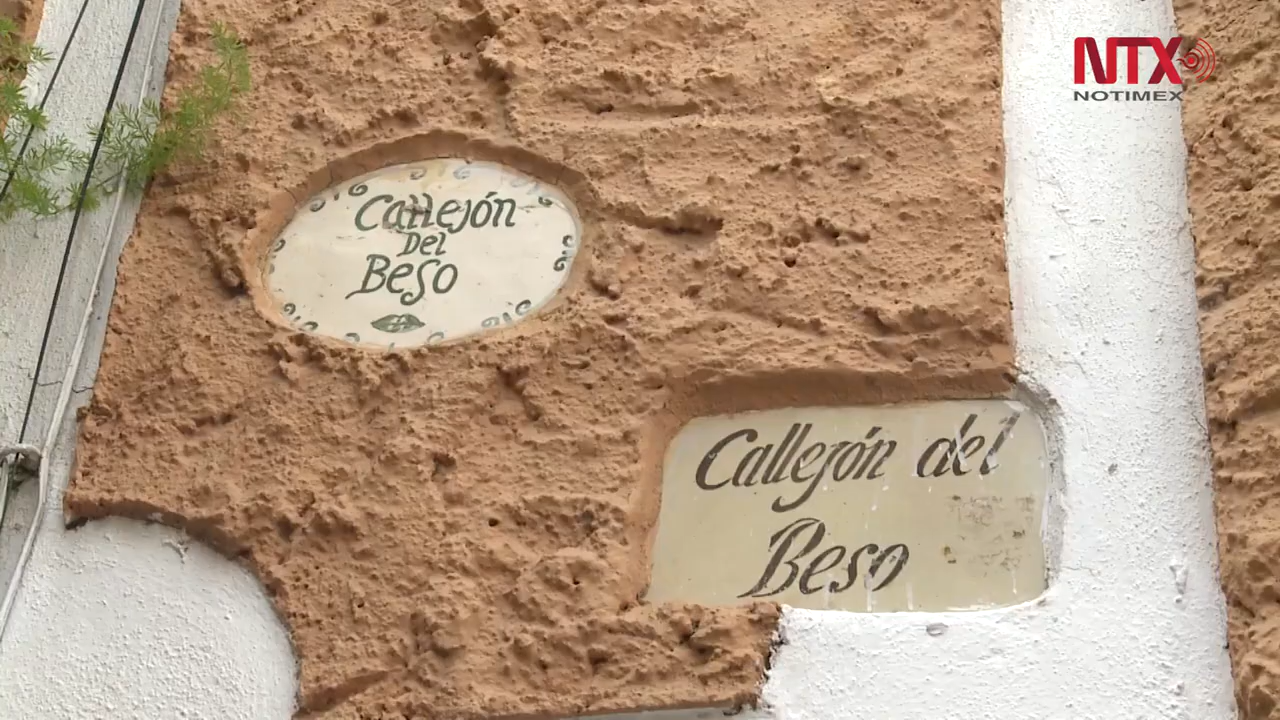 NTX
NOTIMEX
Callejón
Del
Beso
Callejón del
Beso